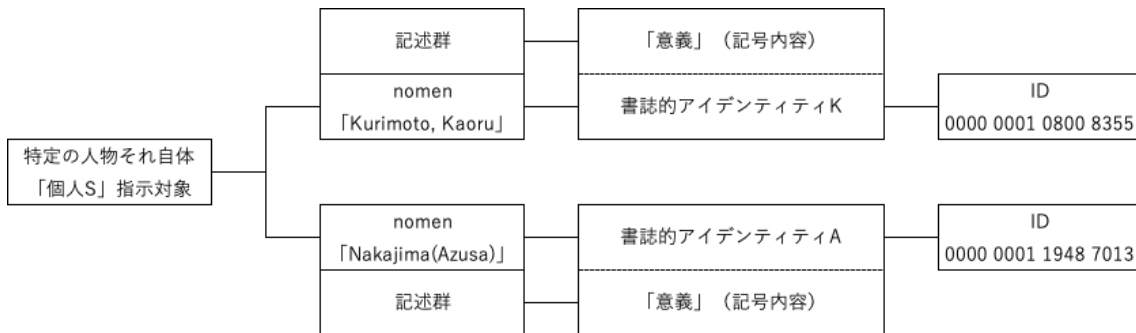 記述群
「意義」（記号内容）
nomen
「Kurimoto, Kaoru」
書誌的アイデンティティK
ID
0000 0001 0800 8355
特定の人物それ自体
「個人S」指示対象
nomen
「Nakajima(Azusa)」
書誌的アイデンティティA
ID
0000 0001 1948 7013
記述群
「意義」（記号内容）